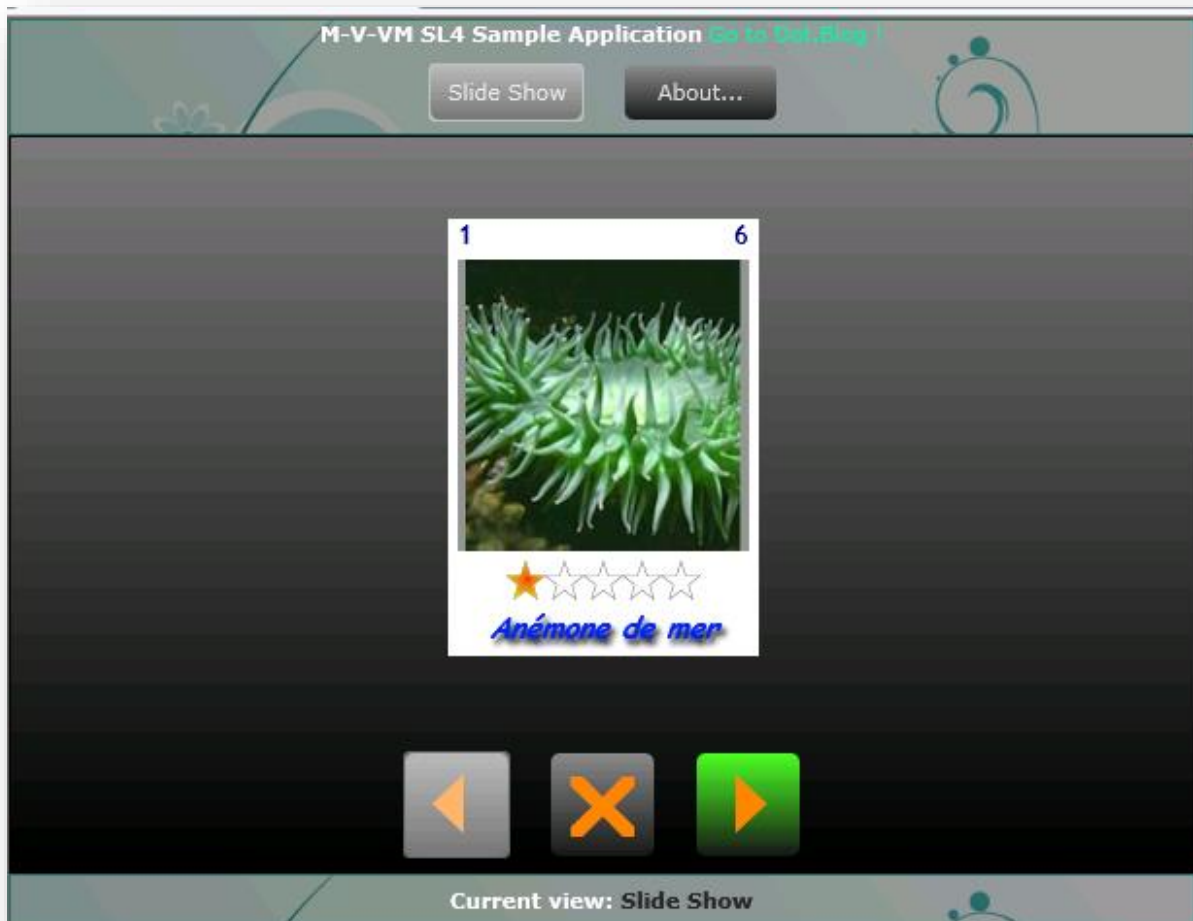 M-V-VM SL4 Sample Application Go to Dot.Blog !
Slide Show About...
1 6
Anémone de mer
Current view: Slide Show